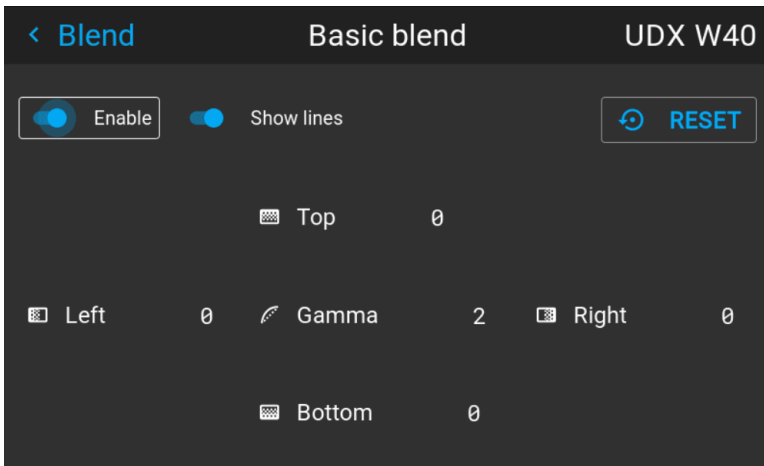 Blend Basic blend UDX W40
Enable Show lines RESET
Top 0
Left 0 Gamma 2 Right 0
Bottom 0